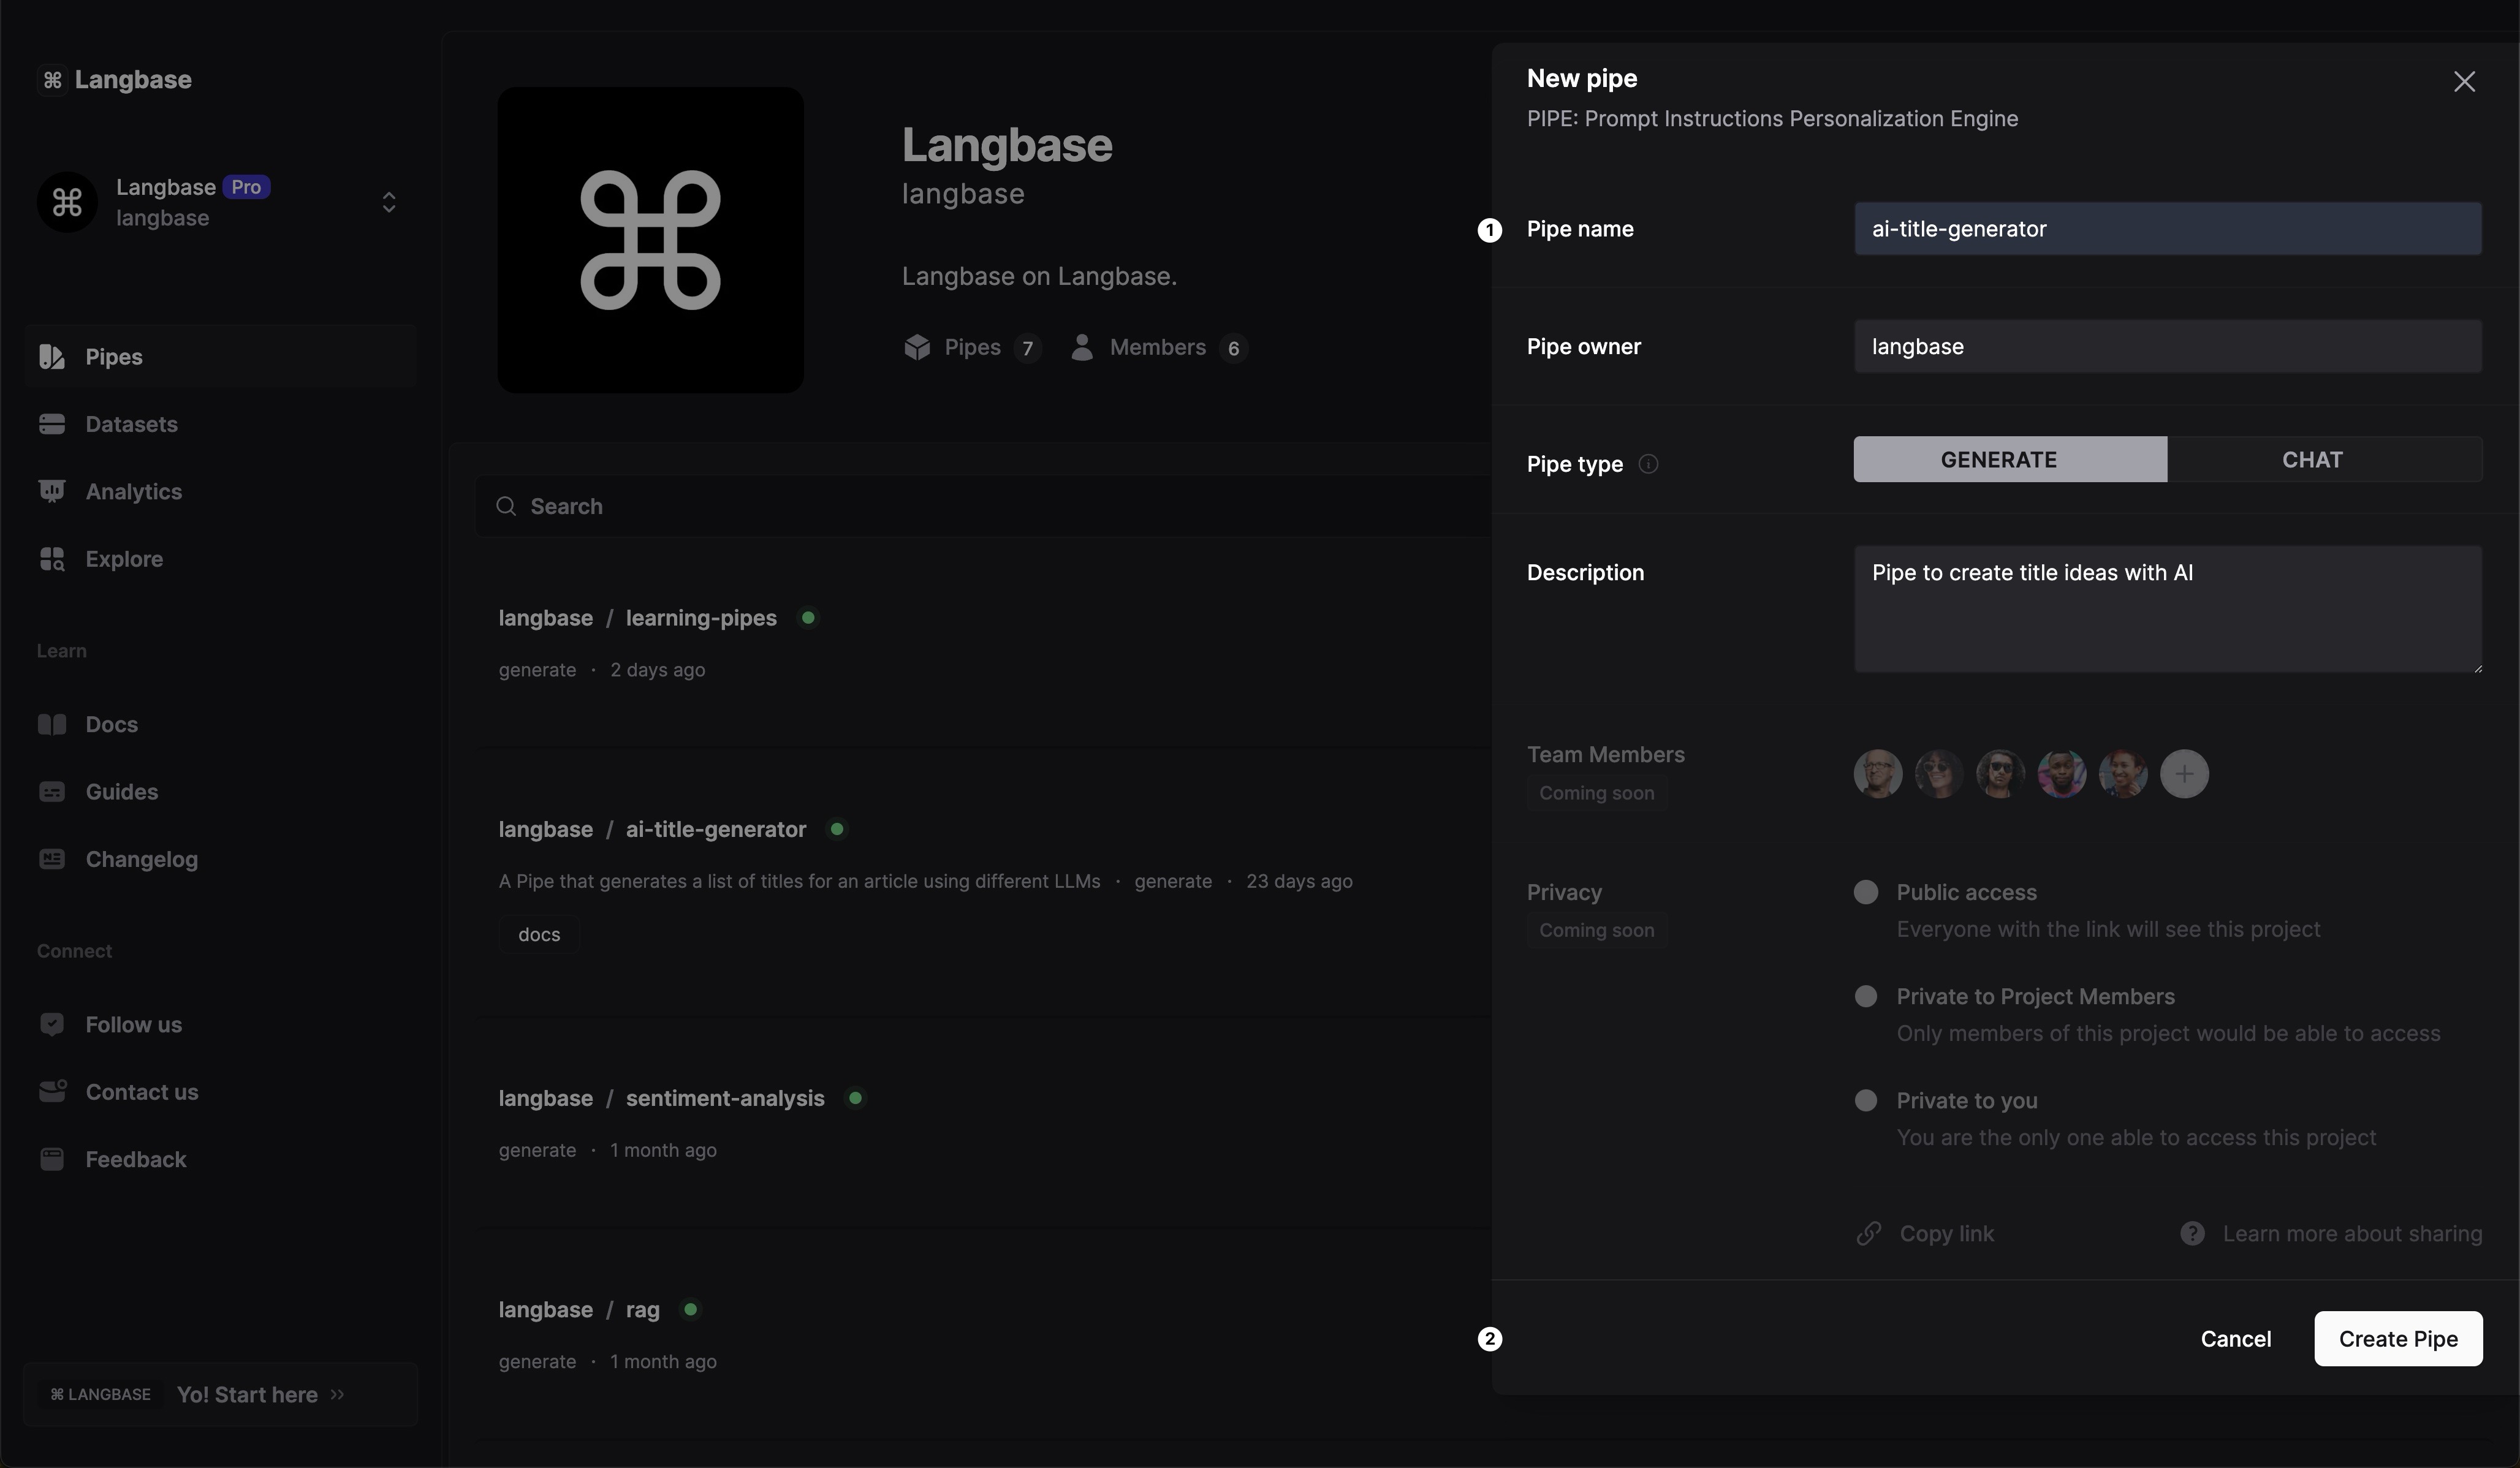 Langbase
Langbase Pro
langbase
Pipes
Datasets
Analytics
Explore
Learn
Docs
Guides
Changelog
Connect
Follow us
Contact us
Feedback
⌘ LANGBASE Yo! Start here >>
Langbase
langbase
Langbase on Langbase.
Pipes 7 Members 6
Search
langbase / learning-pipes
generate · 2 days ago
langbase / ai-title-generator
A Pipe that generates a list of titles for an article using different LLMs · generate · 23 days ago
docs
langbase / sentiment-analysis
generate · 1 month ago
langbase / rag
generate · 1 month ago
New pipe
PIPE: Prompt Instructions Personalization Engine
1 Pipe name ai-title-generator
Pipe owner langbase
Pipe type GENERATE CHAT
Description Pipe to create title ideas with AI
Team Members
Coming soon
Privacy
Coming soon
Public access
Everyone with the link will see this project
Private to Project Members
Only members of this project would be able to access
Private to you
You are the only one able to access this project
Copy link ? Learn more about sharing
2 Cancel Create Pipe